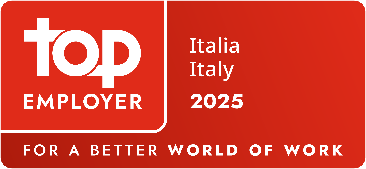 top
EMPLOYER
Italia
Italy
2025
FOR A BETTER WORLD OF WORK